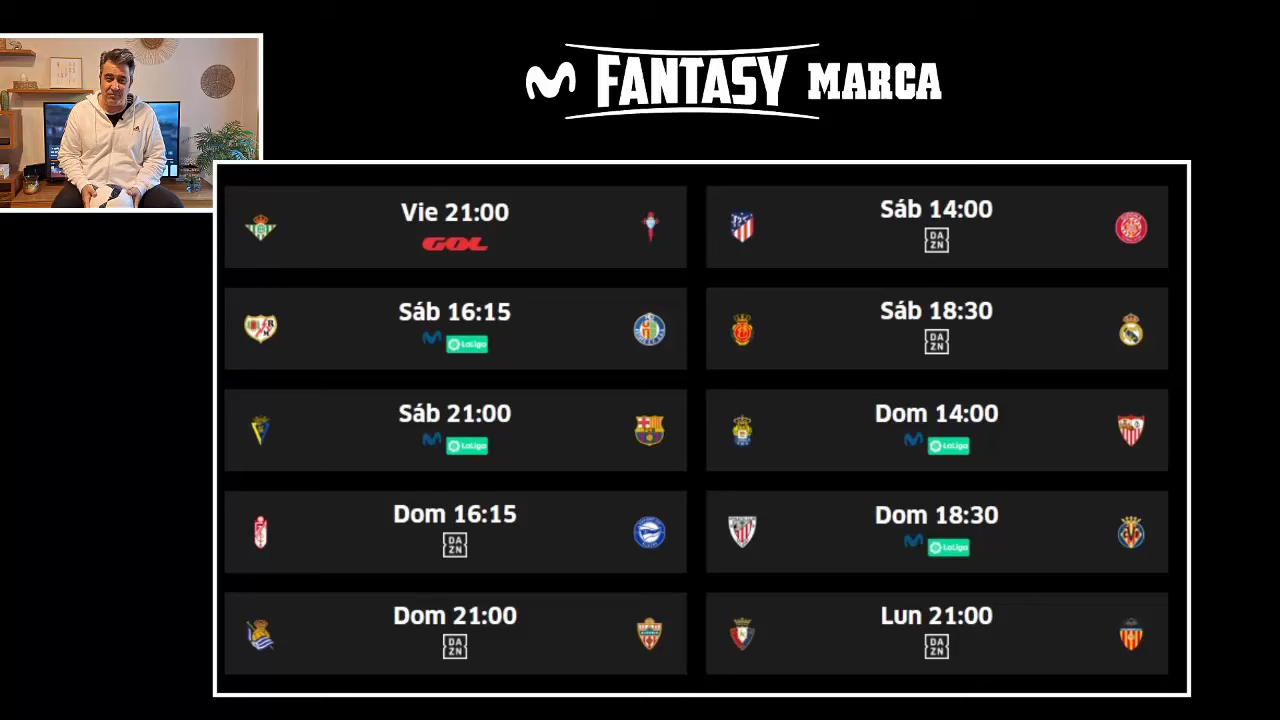 FANTASY MARCA
Vie 21:00
GOL
Sáb 14:00
DAZN
Sáb 16:15
LaLiga
Sáb 18:30
DAZN
Sáb 21:00
LaLiga
Dom 14:00
LaLiga
Dom 16:15
DAZN
Dom 18:30
LaLiga
Dom 21:00
DAZN
Lun 21:00
DAZN